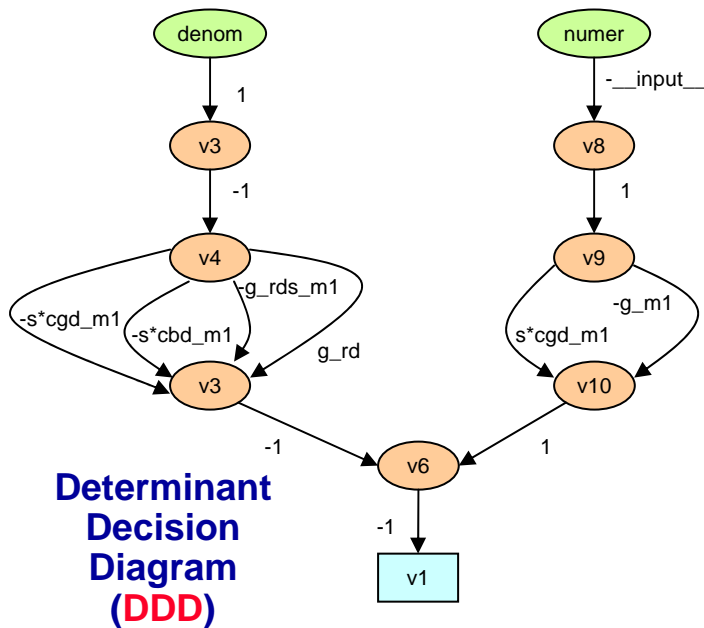 denom
numer
1
-__input__
v3
v8
-1
1
v4
v9
-s*cgd_m1
-s*cbd_m1
-g_rds_m1
g_rd
s*cgd_m1
-g_m1
v3
v10
-1
1
v6
-1
v1
Determinant
Decision
Diagram
(DDD)